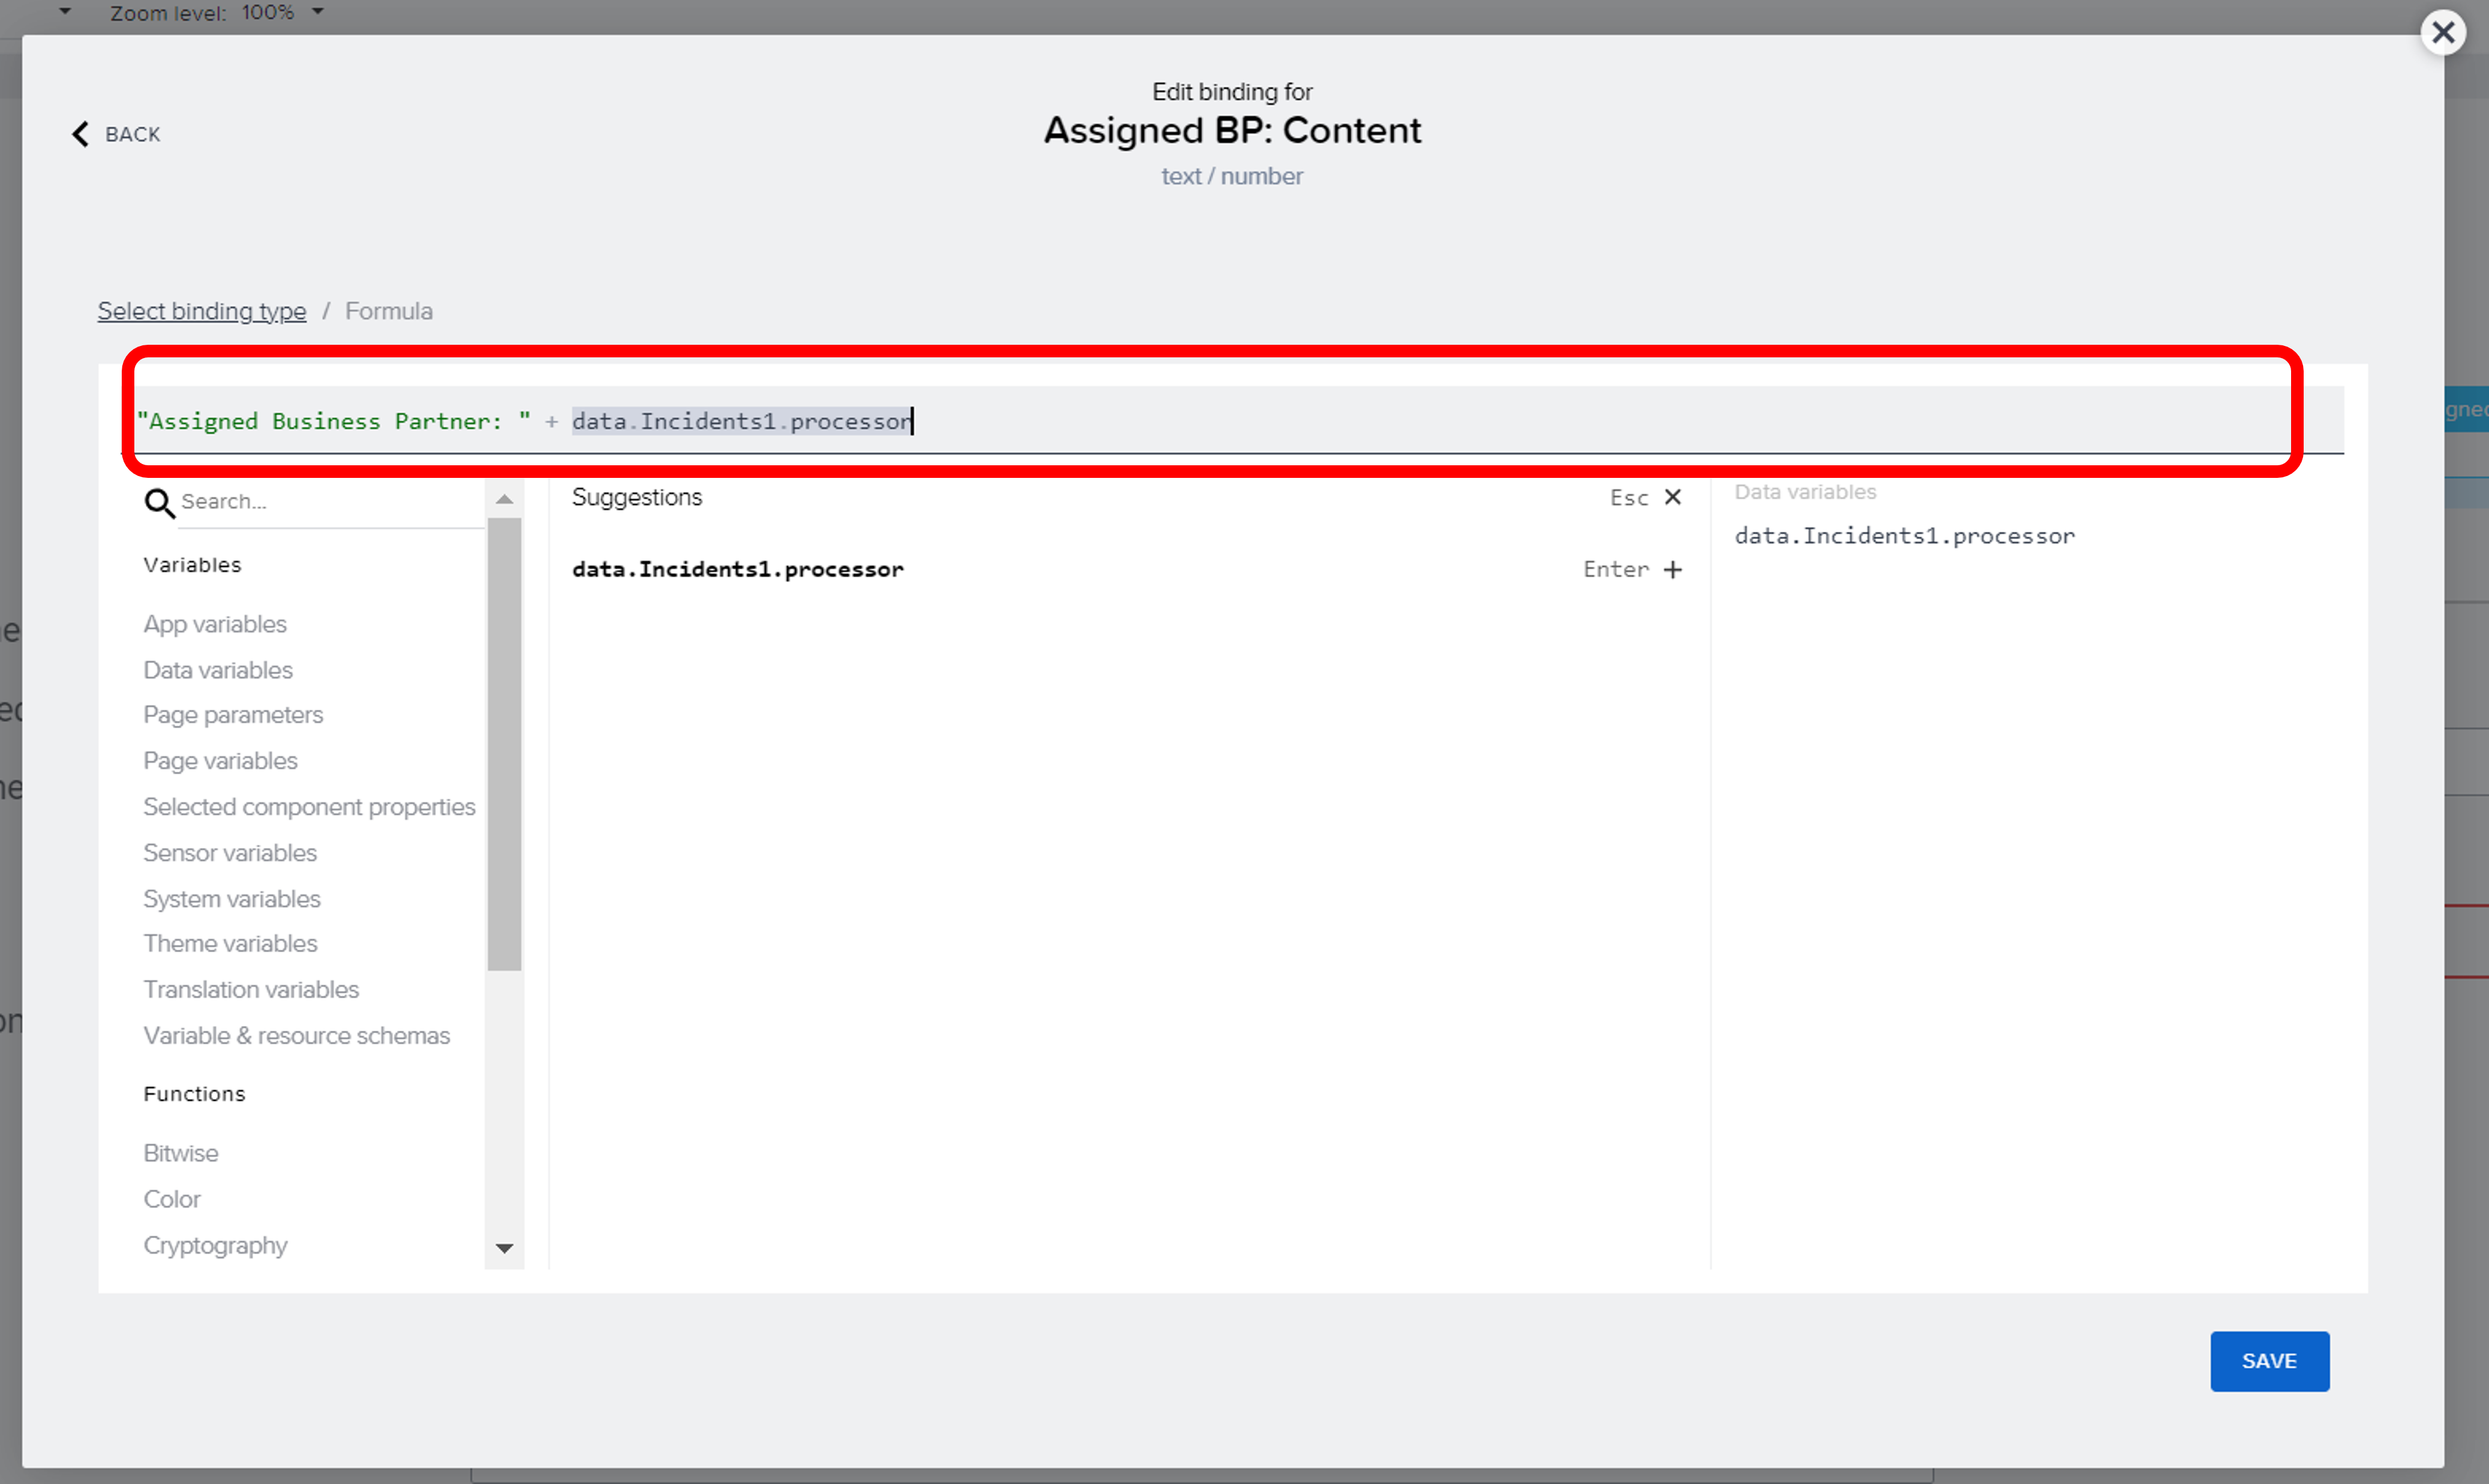 Zoom level: 100%
Edit binding for
BACK
Assigned BP: Content
text / number
Select binding type / Formula
"Assigned Business Partner: " + data.Incidents1.processor
Search...
Suggestions
Esc
Data variables
data.Incidents1.processor
data.Incidents1.processor
Enter
Variables
App variables
Data variables
Page parameters
Page variables
Selected component properties
Sensor variables
System variables
Theme variables
Translation variables
Variable & resource schemas
Functions
Bitwise
Color
Cryptography
SAVE